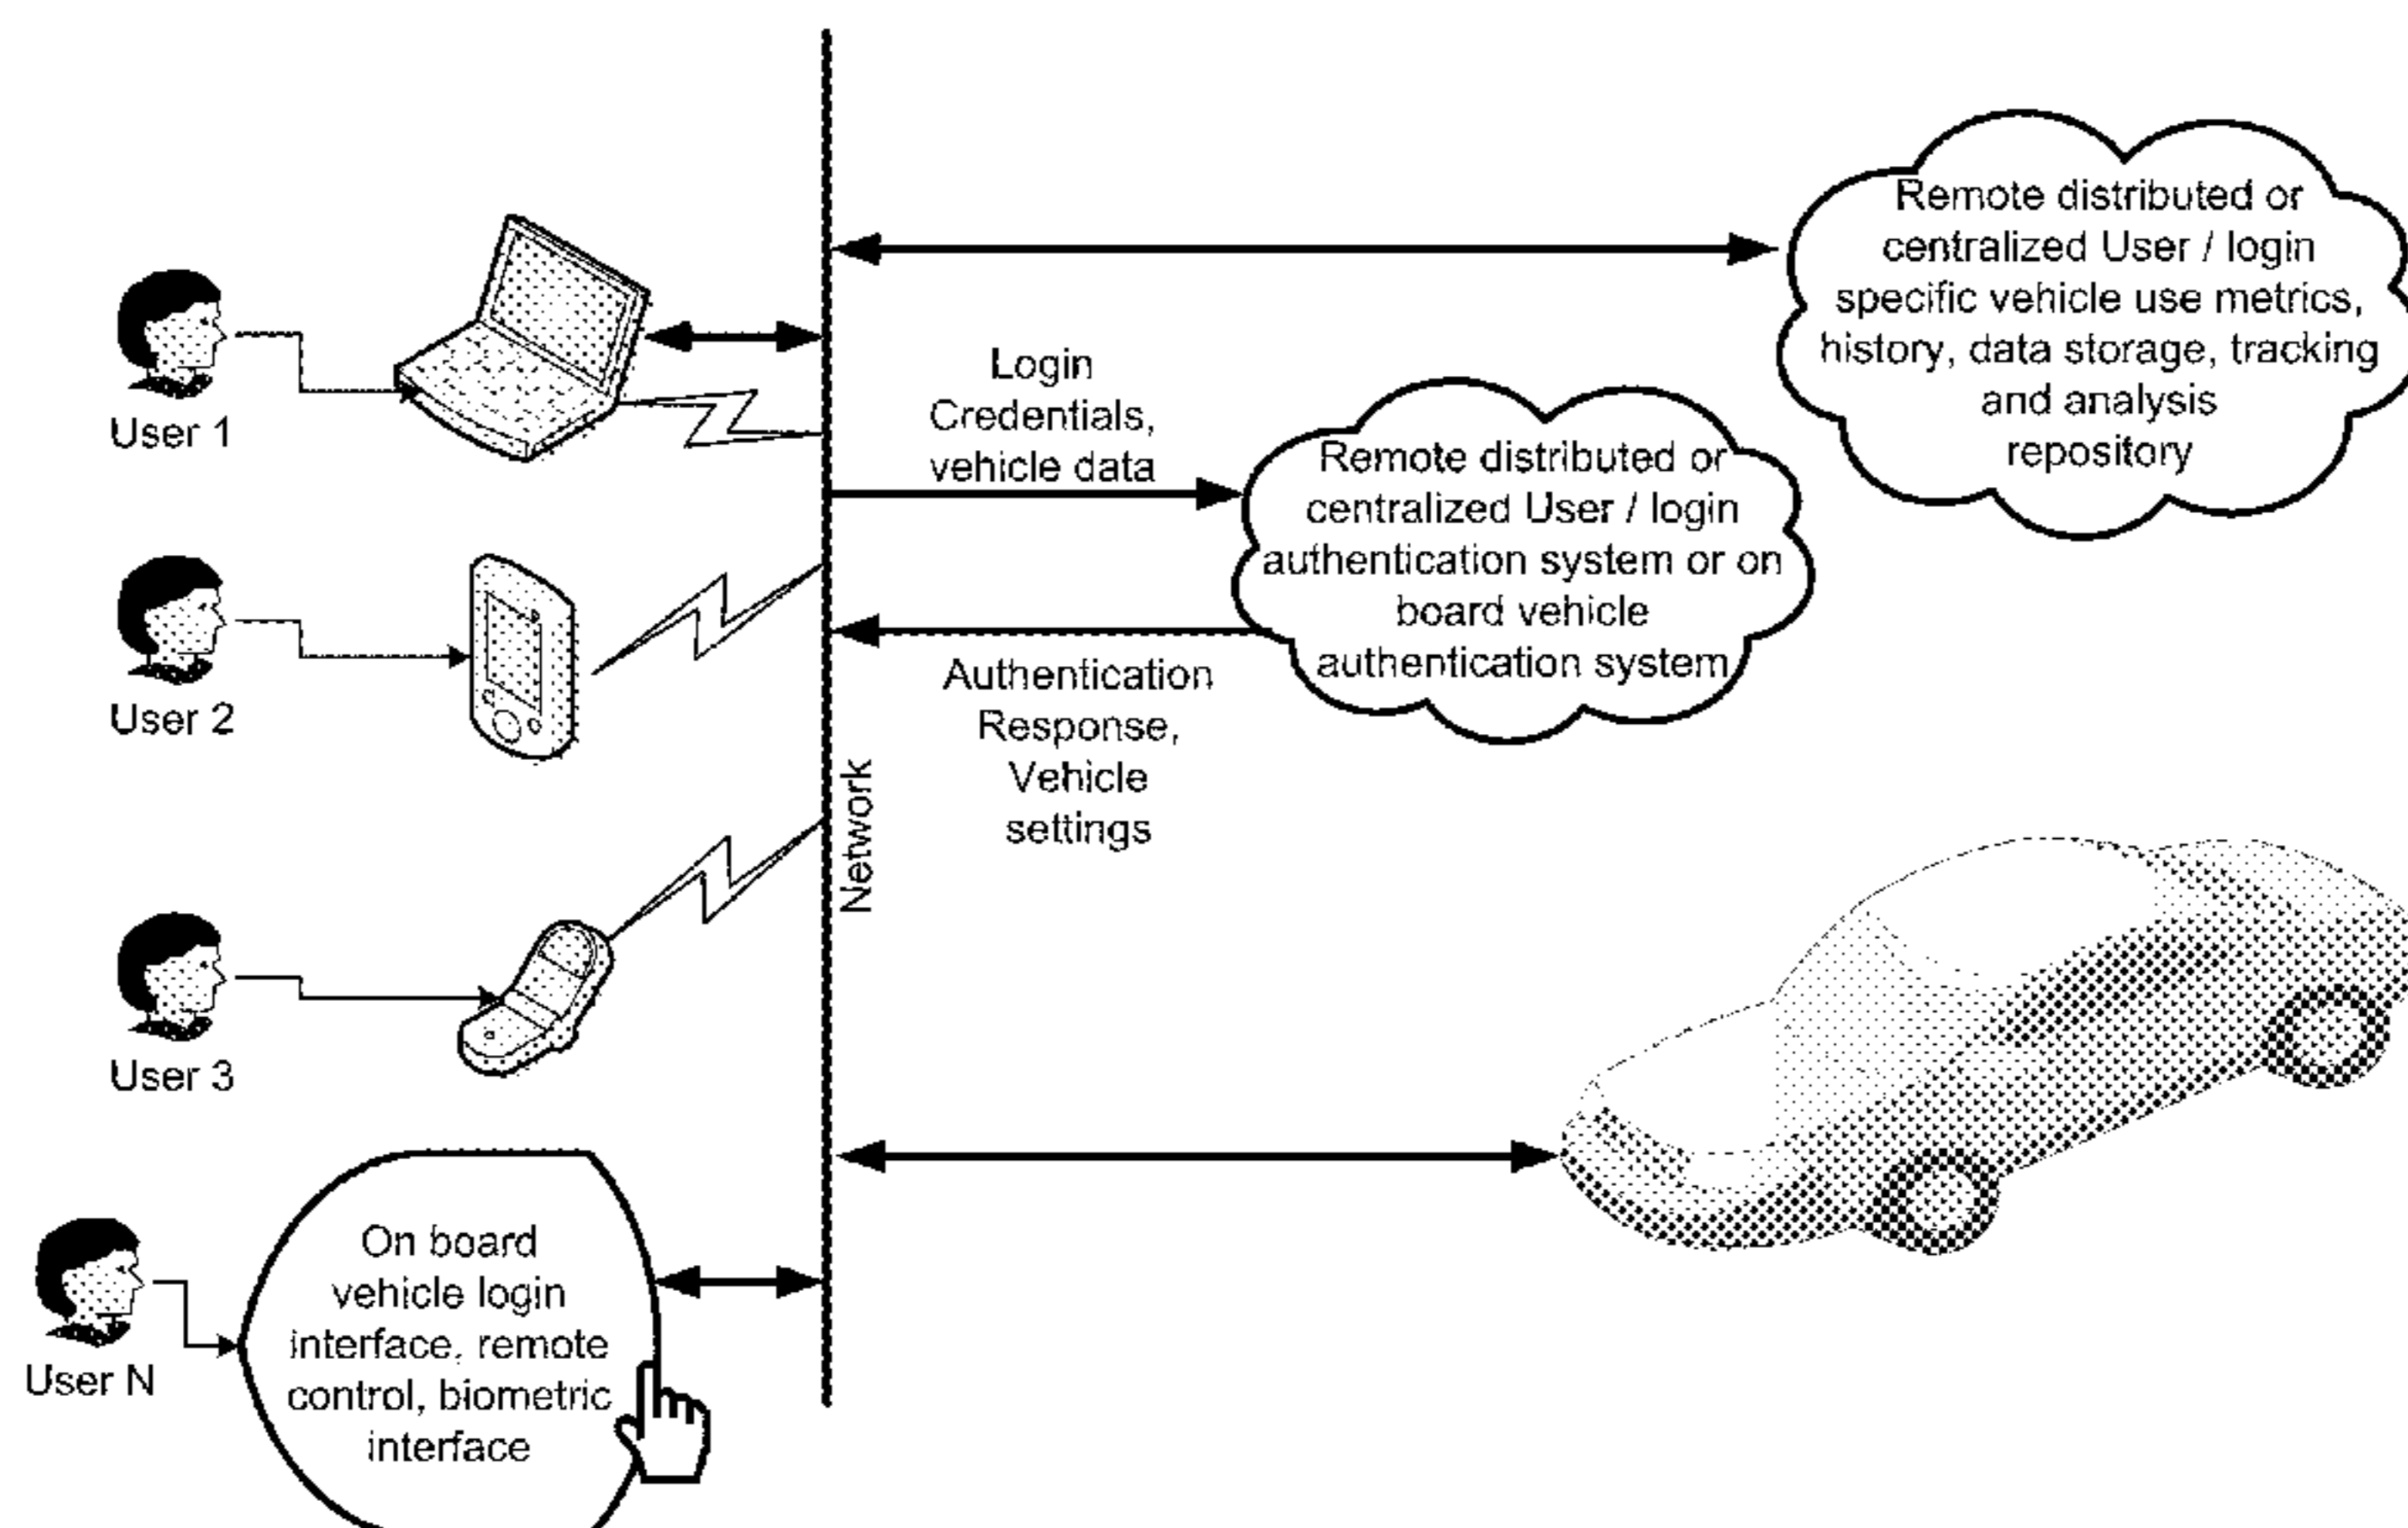 Remote distributed or
centralized User / login
specific vehicle use metrics,
history, data storage, tracking
and analysis
repository
Login
Credentials,
vehicle data
User 1
Remote distributed or
centralized User / login
authentication system or on
board vehicle
authentication system
Authentication
Response,
Vehicle
settings
User 2
Network
User 3
On board
vehicle login
interface, remote
control, biometric
interface
User N